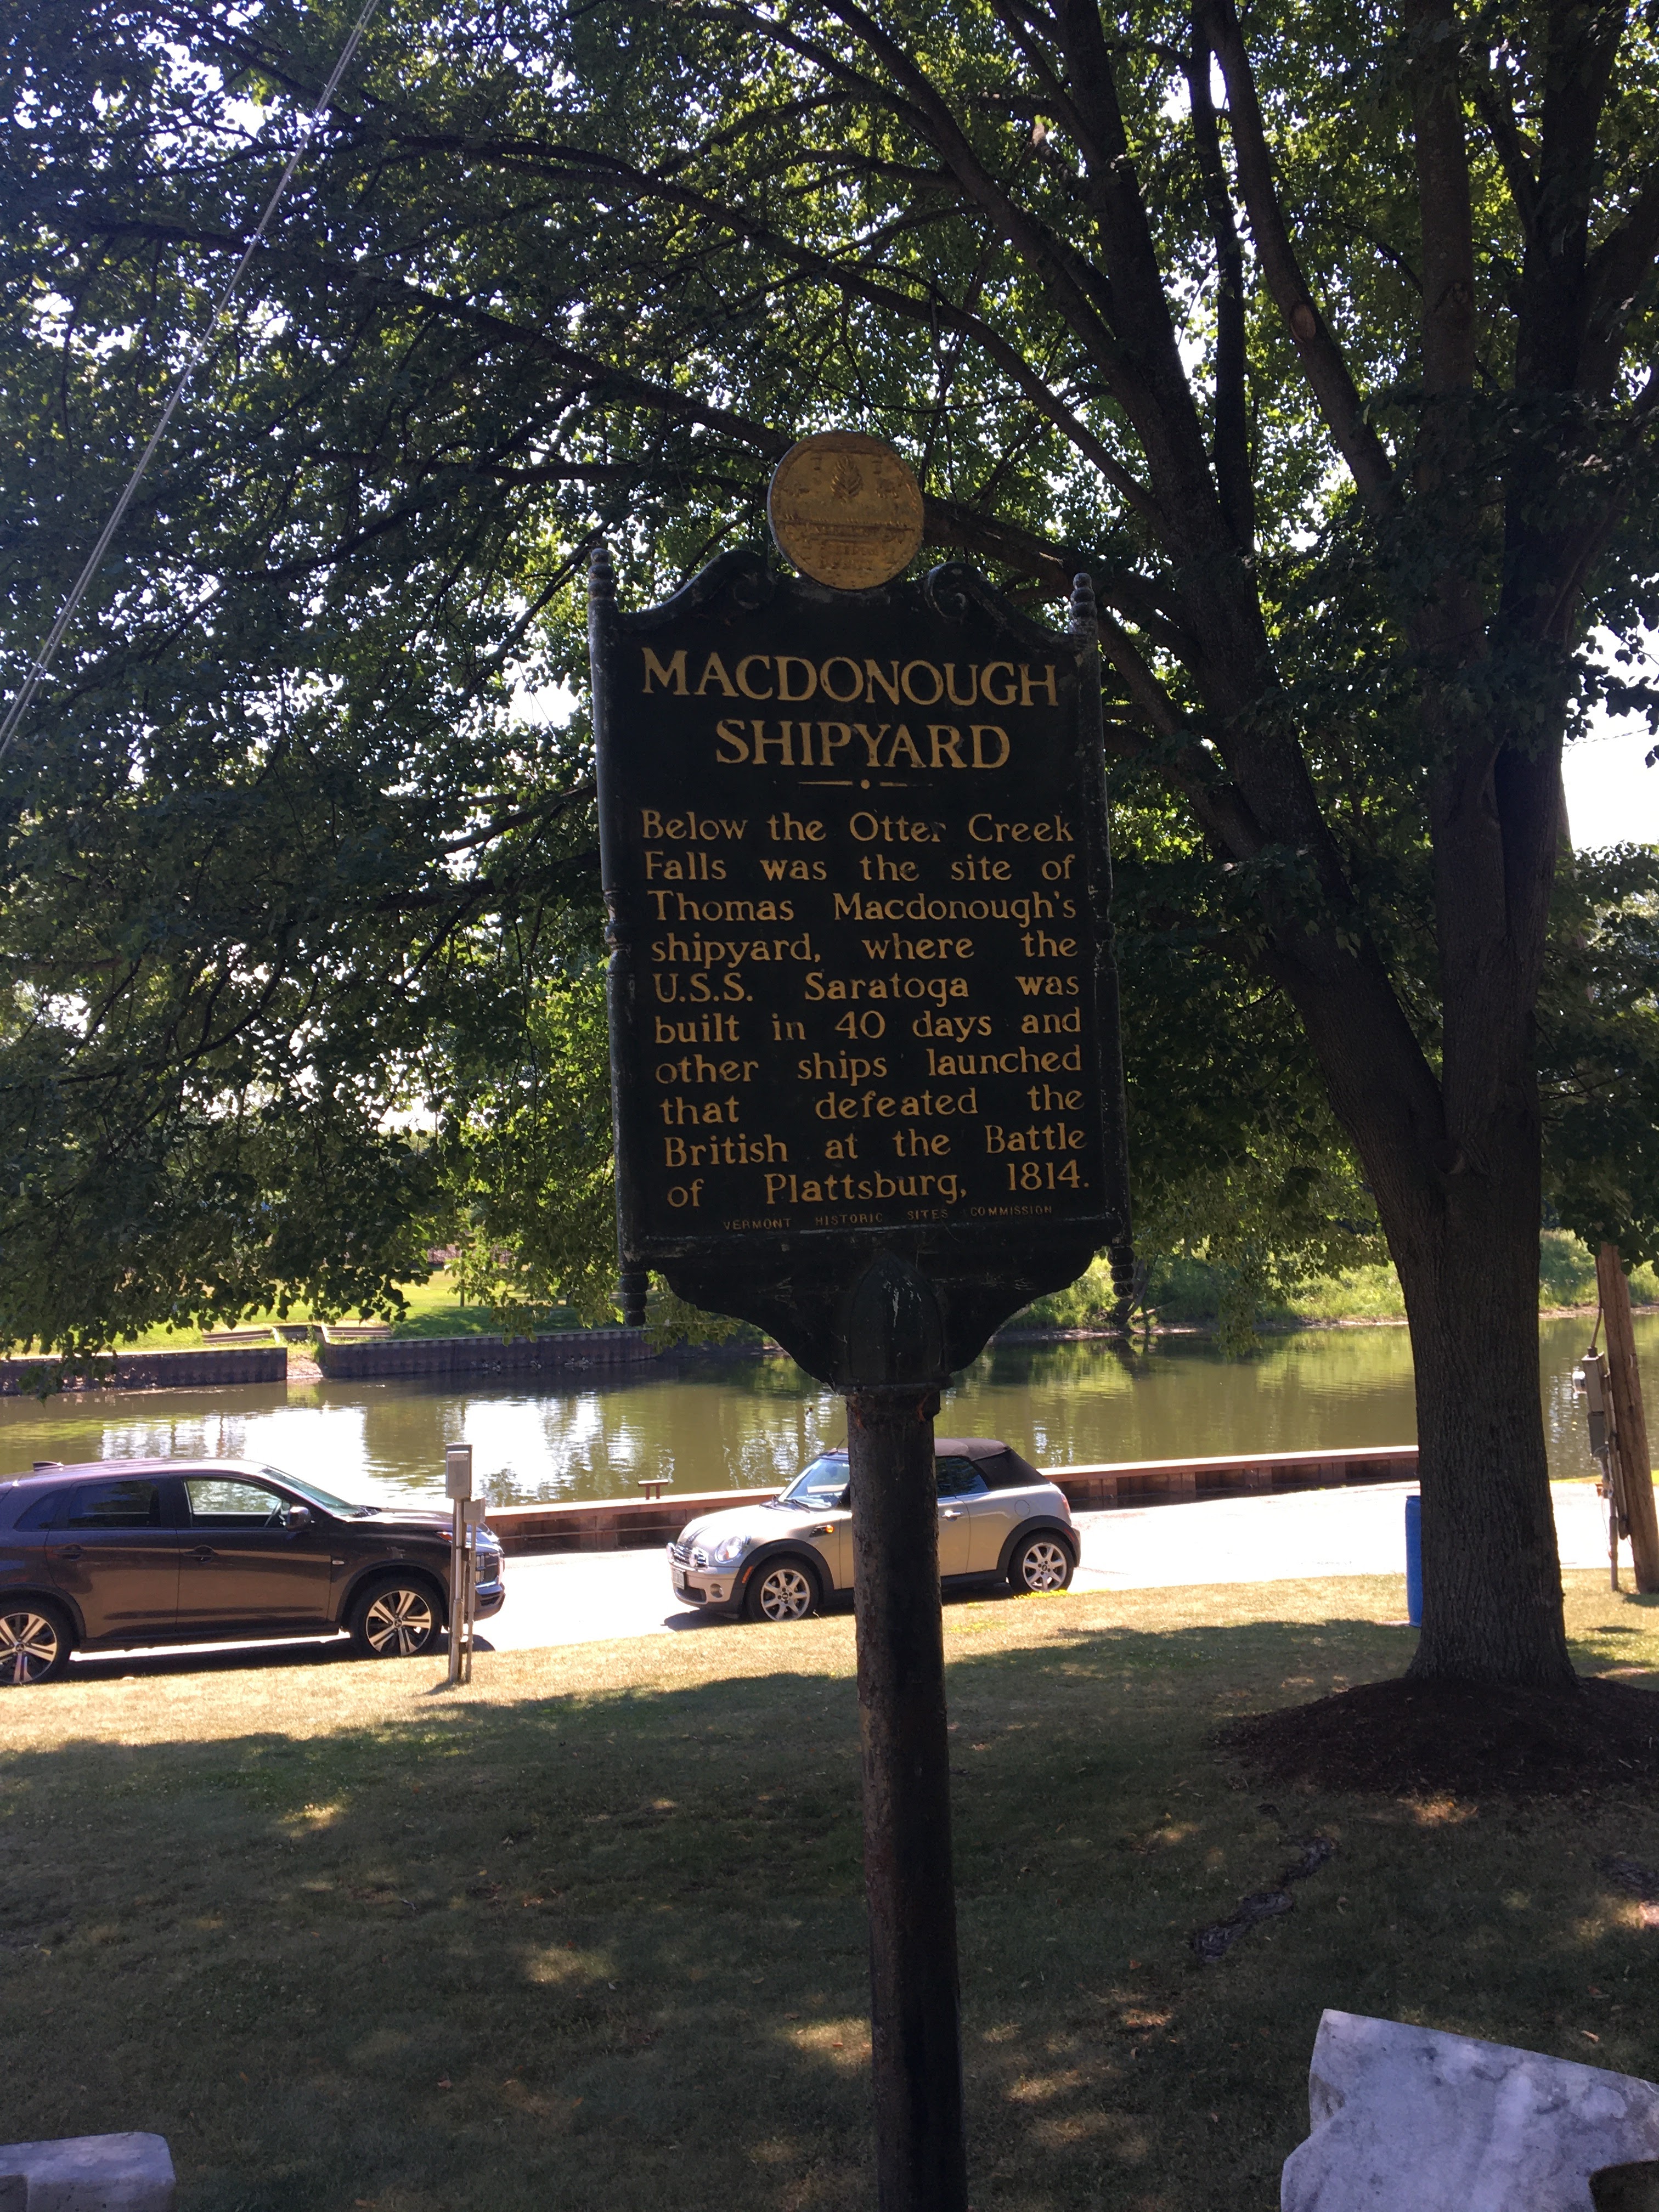 MACDONOUGH
SHIPYARD
Below the Otter Creek
Falls was the site of
Thomas Macdonough's
shipyard, where the
U.S.S. Saratoga was
built in 40 days and
other ships launched
that defeated the
British at the Battle
of Plattsburg, 1814.
VERMONT HISTORIC SITES COMMISSION